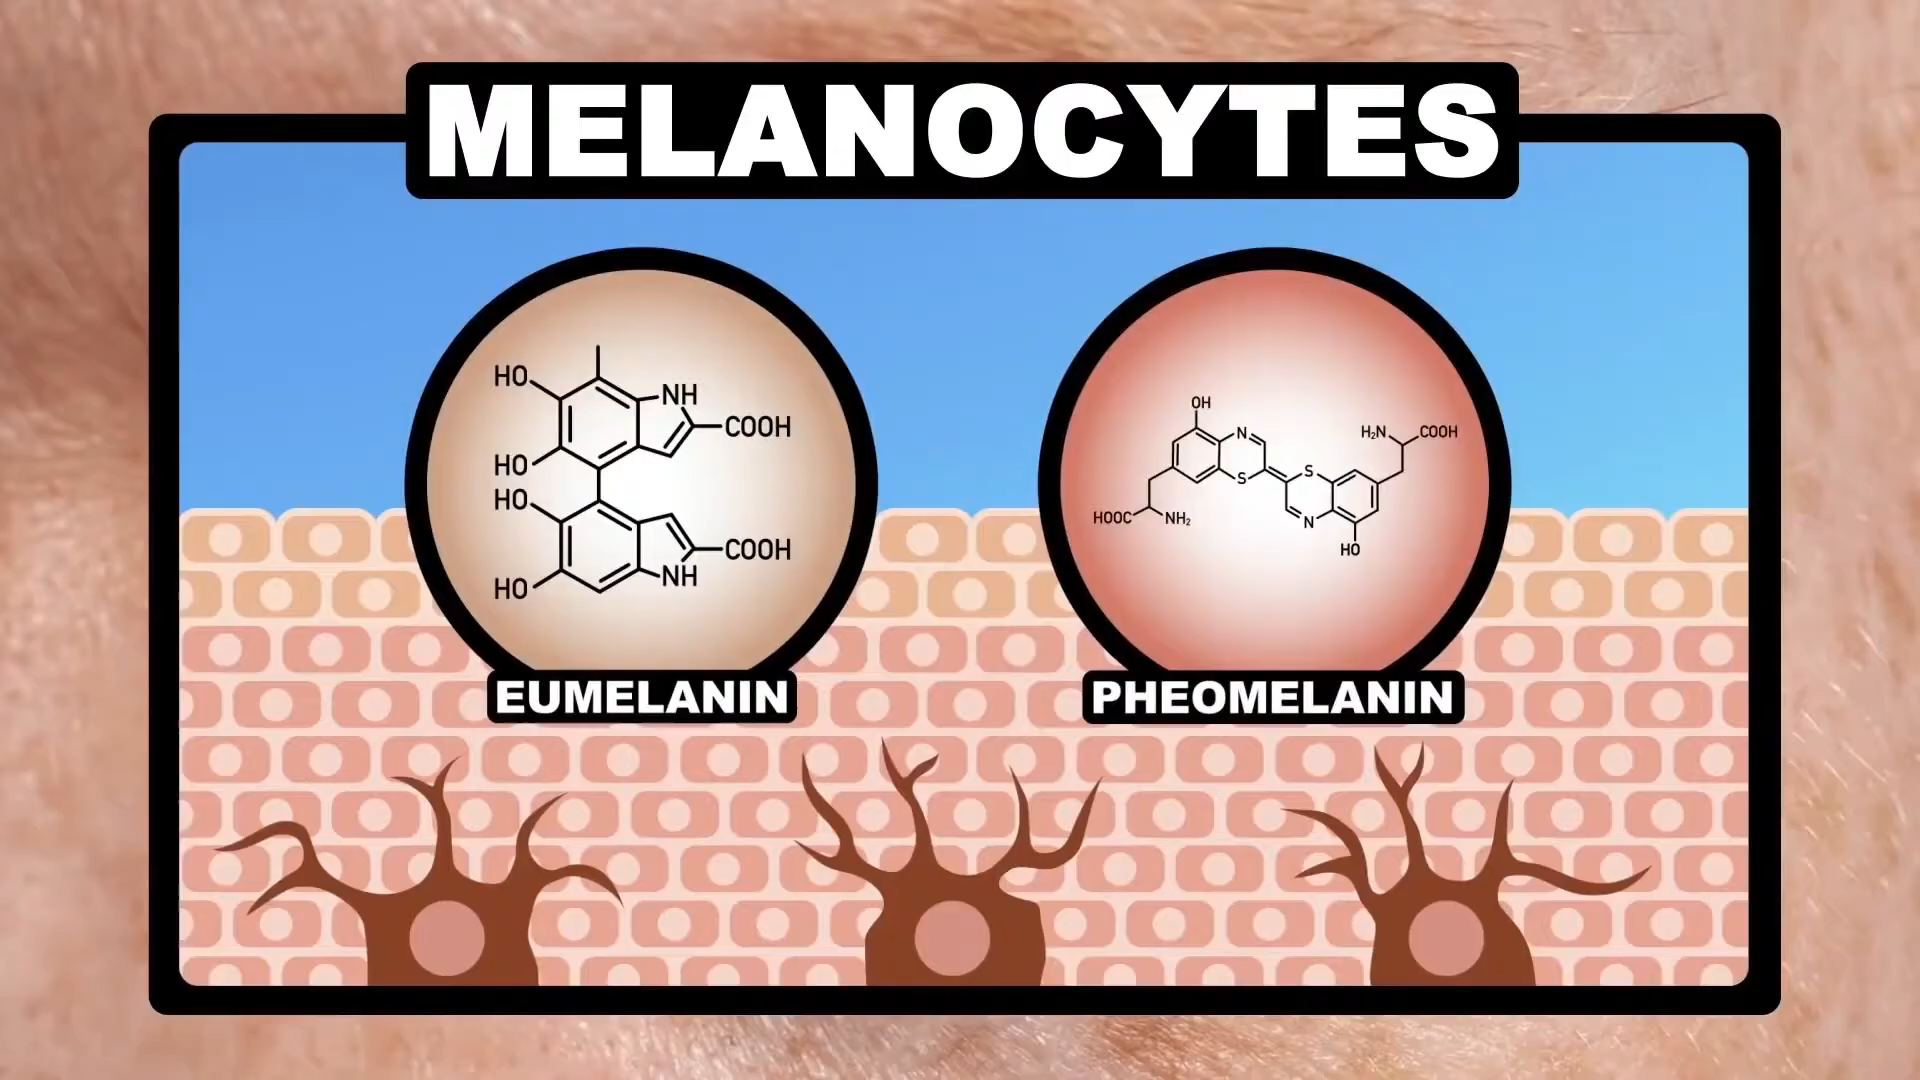 MELANOCYTES
HO
NH
COOH
HO
HO
COOH
HO
NH
EUMELANIN
OH
N
S
HOOC
NH₂
H₂N
COOH
S
N
HO
PHEOMELANIN